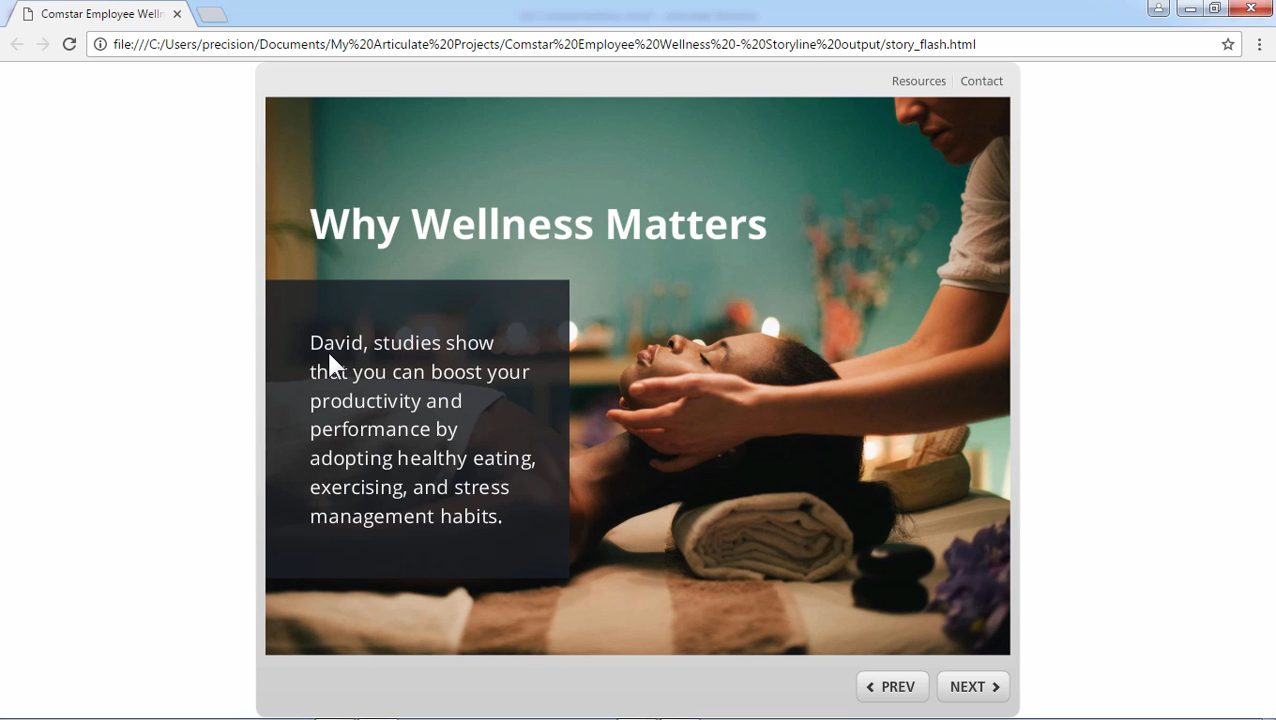 Comstar Employee Welln
file:///C:/Users/precision/Documents/My%20Articulate%20Projects/Comstar%20Employee%20Wellness%20-%20Storyline%20output/story_flash.html
Resources Contact
Why Wellness Matters
David, studies show
that you can boost your
productivity and
performance by
adopting healthy eating,
exercising, and stress
management habits.
PREV NEXT